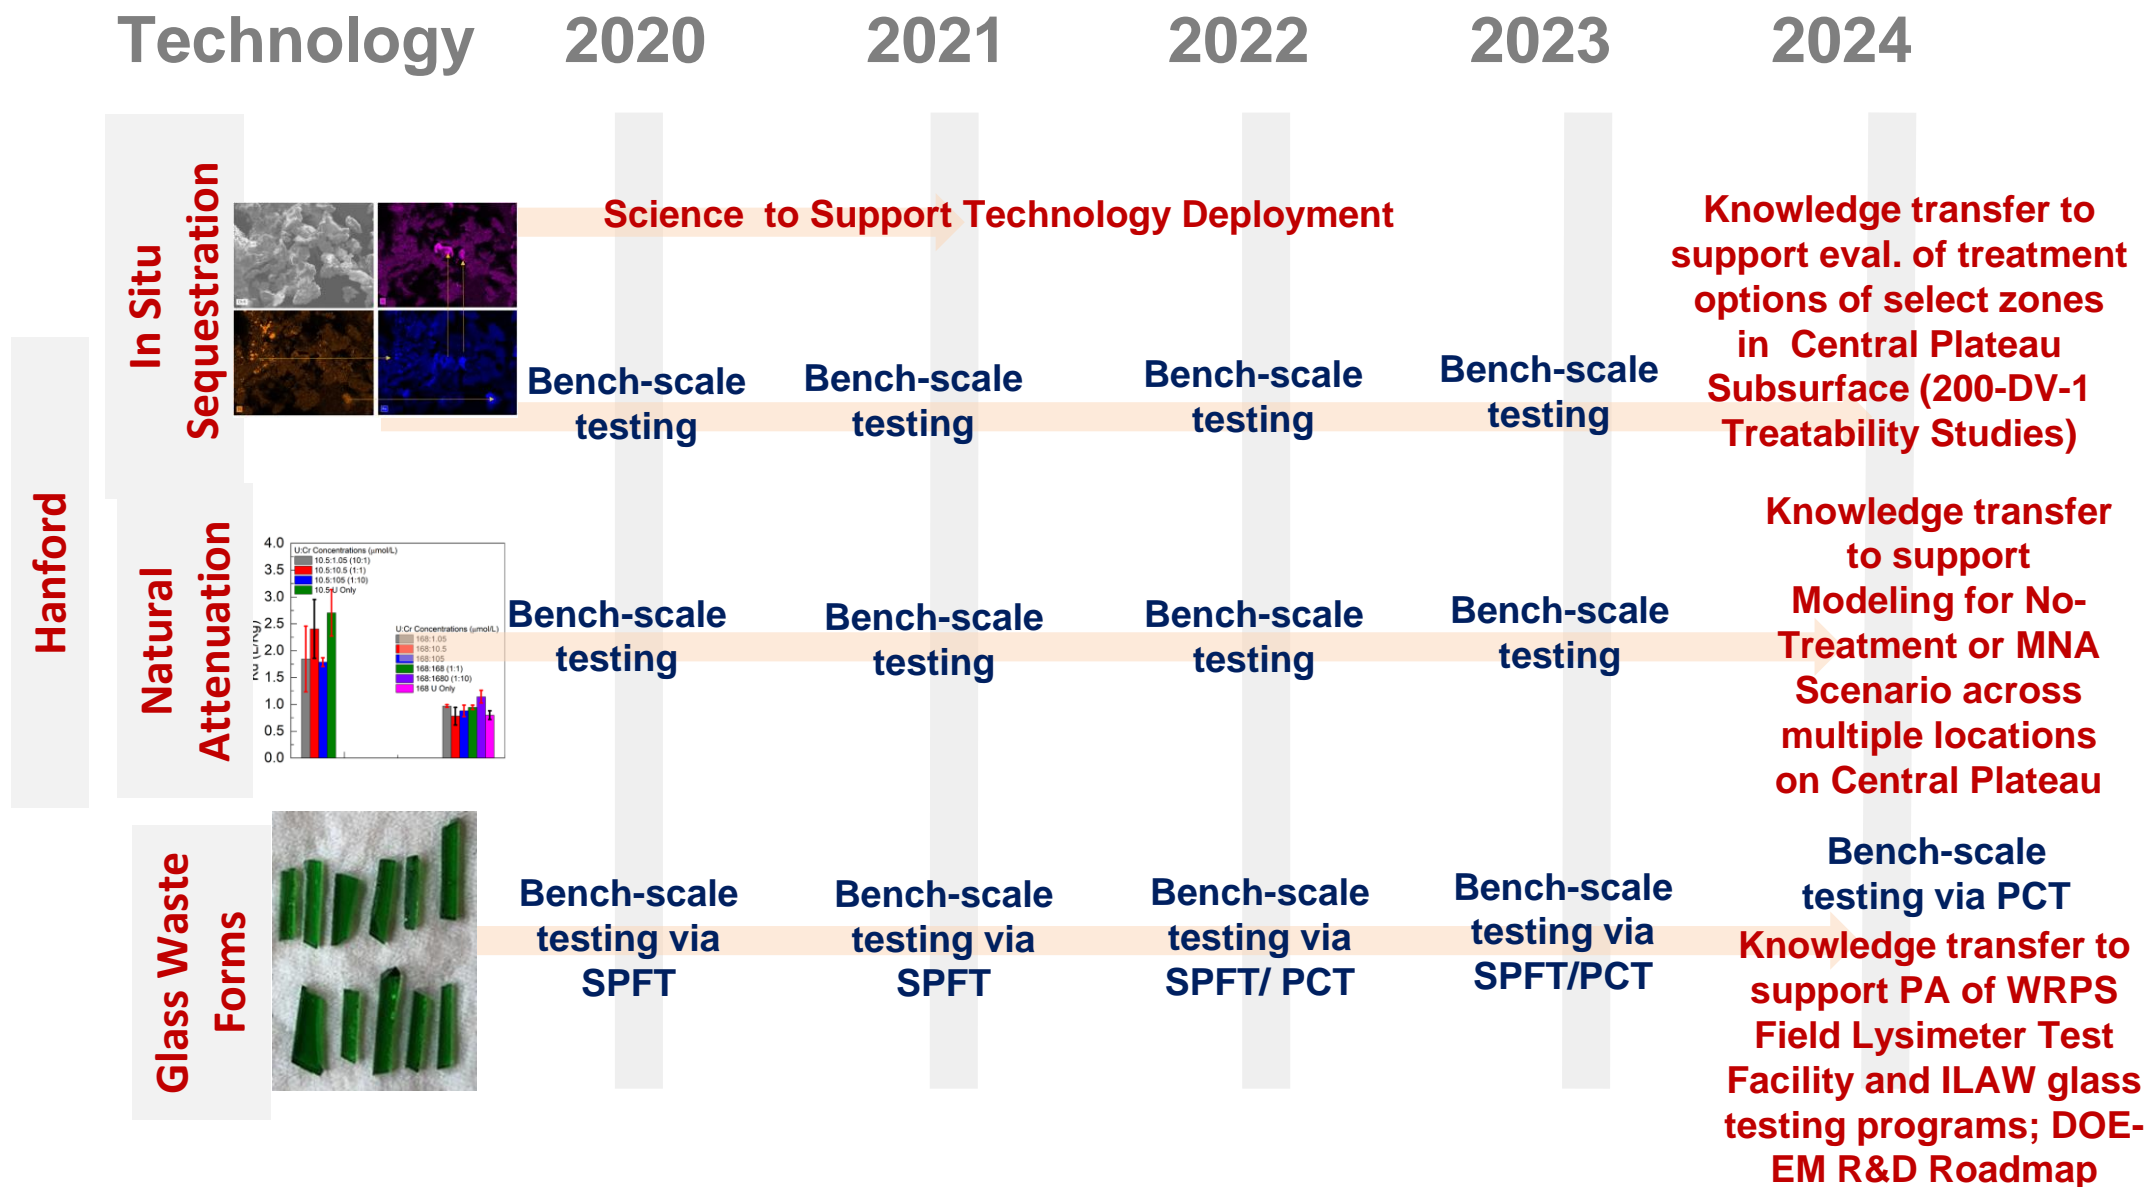 Technology 2020 2021 2022 2023 2024
Hanford
In Situ
Sequestration
Science to Support Technology Deployment
Bench-scale
testing
Bench-scale
testing
Bench-scale
testing
Bench-scale
testing
Knowledge transfer to
support eval. of treatment
options of select zones
in Central Plateau
Subsurface (200-DV-1
Treatability Studies)
Natural
Attenuation
4.0
3.5
3.0
2.5
2.0
1.5
1.0
0.5
0.0
U:Cr Concentrations (μmol/L)
10.5:1.05 (10:1)
10.5:10.5 (1:1)
10.5:105 (1:10)
10.5 U Only
U:Cr Concentrations (μmol/L)
168:1.05
168:10.5
168:105
168:168 (1:1)
168:1680 (1:10)
168 U Only
Bench-scale
testing
Bench-scale
testing
Bench-scale
testing
Bench-scale
testing
Knowledge transfer
to support
Modeling for No-
Treatment or MNA
Scenario across
multiple locations
on Central Plateau
Glass Waste
Forms
Bench-scale
testing via
SPFT
Bench-scale
testing via
SPFT
Bench-scale
testing via
SPFT/ PCT
Bench-scale
testing via
SPFT/PCT
Bench-scale
testing via PCT
Knowledge transfer to
support PA of WRPS
Field Lysimeter Test
Facility and ILAW glass
testing programs; DOE-
EM R&D Roadmap